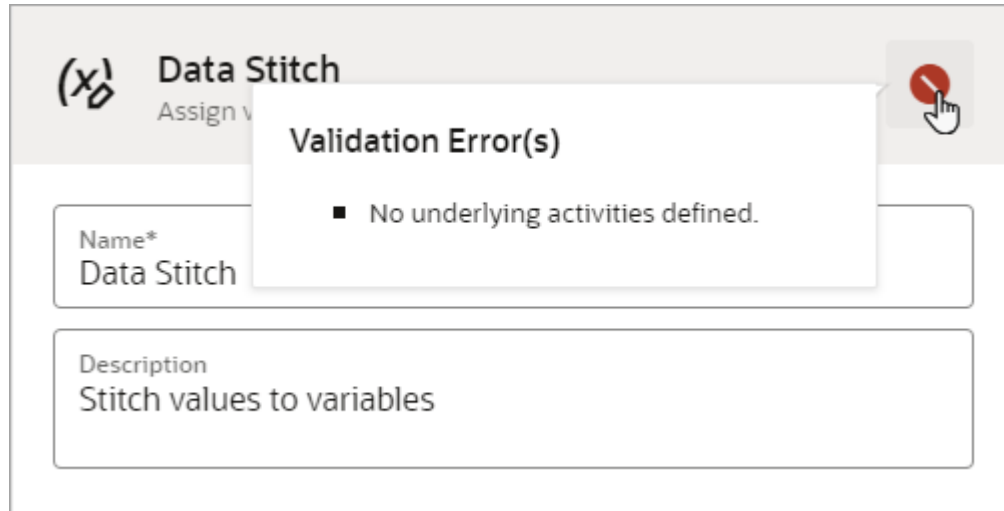 Data Stitch
Assign v
Validation Error(s)
No underlying activities defined.
Name*
Data Stitch
Description
Stitch values to variables